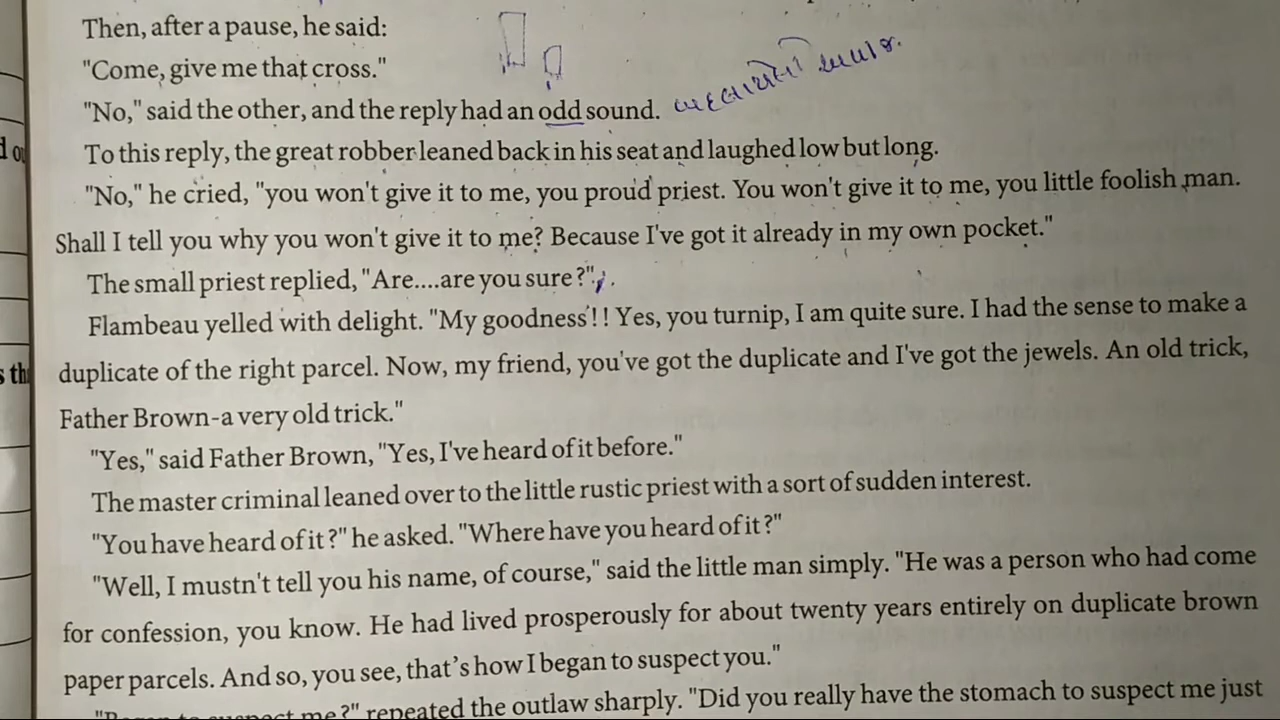 Then, after a pause, he said:
"Come, give me that cross."
"No," said the other, and the reply had an odd sound.
To this reply, the great robber leaned back in his seat and laughed low but long.
"No," he cried, "you won't give it to me, you proud priest. You won't give it to me, you little foolish man.
Shall I tell you why you won't give it to me? Because I've got it already in my own pocket."
The small priest replied, "Are....are you sure?"
Flambeau yelled with delight. "My goodness!! Yes, you turnip, I am quite sure. I had the sense to make a
duplicate of the right parcel. Now, my friend, you've got the duplicate and I've got the jewels. An old trick,
Father Brown-a very old trick."
"Yes," said Father Brown, "Yes, I've heard of it before."
The master criminal leaned over to the little rustic priest with a sort of sudden interest.
"You have heard of it?" he asked. "Where have you heard of it?"
"Well, I mustn't tell you his name, of course," said the little man simply. "He was a person who had come
for confession, you know. He had lived prosperously for about twenty years entirely on duplicate brown
paper parcels. And so, you see, that's how I began to suspect you."
suspect me?" repeated the outlaw sharply. "Did you really have the stomach to suspect me just